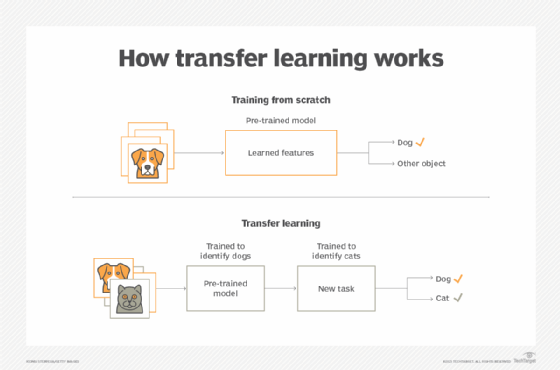 How transfer learning works
Training from scratch
Pre-trained model
Learned features
Dog
Other object
Transfer learning
Trained to
identify dogs
Trained to
identify cats
Pre-trained
model
New task
Dog
Cat
TechTarget